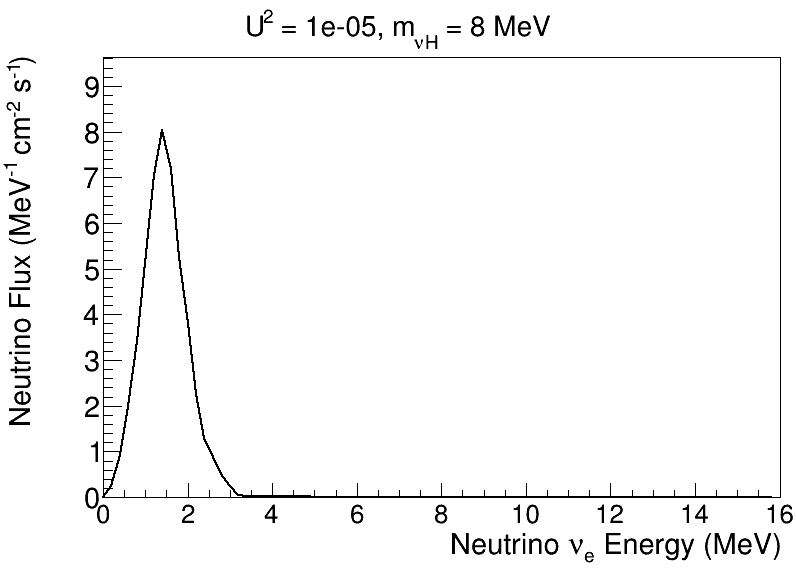 U² = 1e-05, m_νH = 8 MeV
Neutrino Flux (MeV⁻¹ cm⁻² s⁻¹)
9
8
7
6
5
4
3
2
1
0
0 2 4 6 8 10 12 14 16
Neutrino ν_e Energy (MeV)